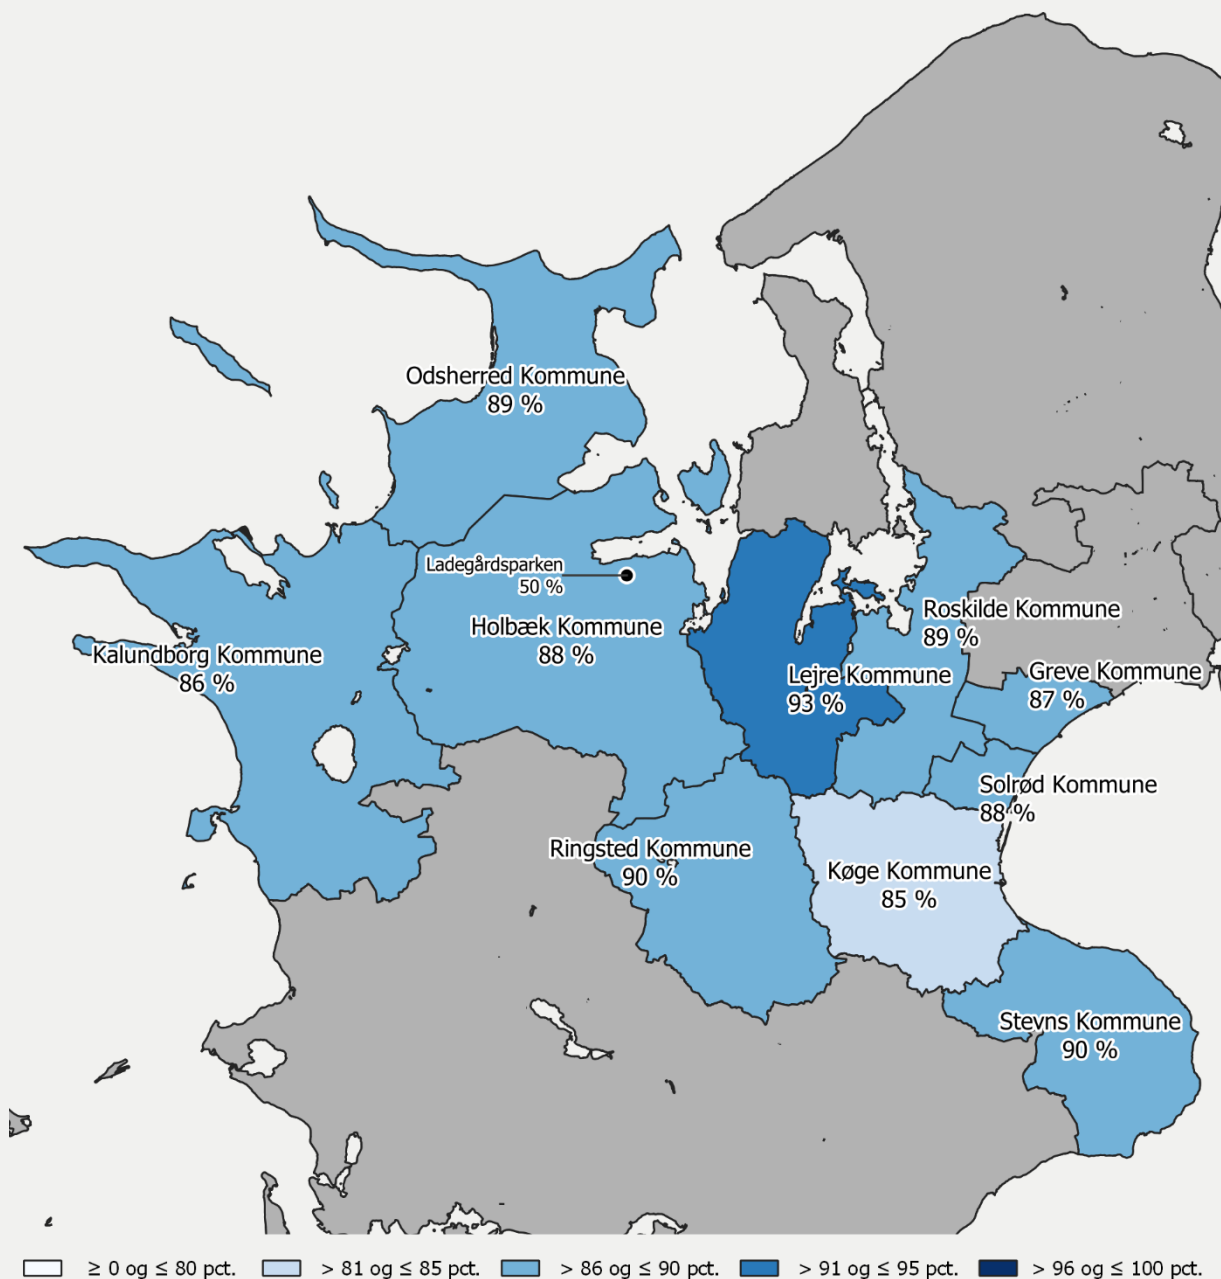 Odsherred Kommune
89 %
Ladegårdsparken
50 %
Holbæk Kommune
88 %
Roskilde Kommune
89 %
Kalundborg Kommune
86 %
Lejre Kommune
93 %
Greve Kommune
87 %
Solrød Kommune
88 %
Ringsted Kommune
90 %
Køge Kommune
85 %
Stevns Kommune
90 %
≥ 0 og ≤ 80 pct.
> 81 og ≤ 85 pct.
> 86 og ≤ 90 pct.
> 91 og ≤ 95 pct.
> 96 og ≤ 100 pct.